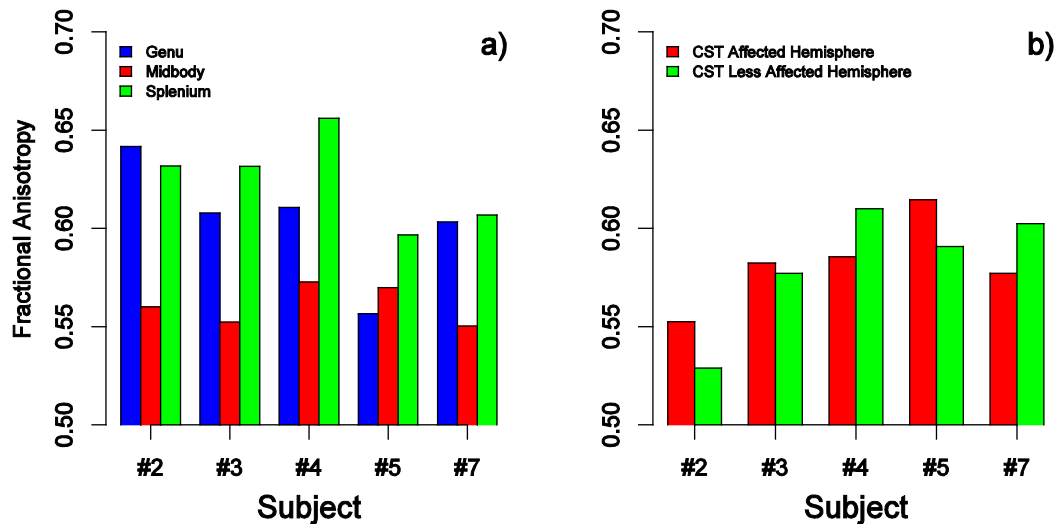 a)
Genu
Midbody
Splenium
Fractional Anisotropy
0.70
0.65
0.60
0.55
0.50
#2 #3 #4 #5 #7
Subject
b)
CST Affected Hemisphere
CST Less Affected Hemisphere
0.70
0.65
0.60
0.55
0.50
#2 #3 #4 #5 #7
Subject